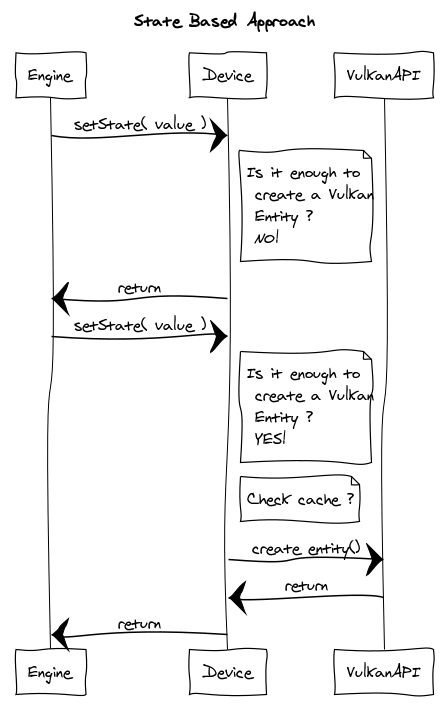 State Based Approach
Engine
Device
VulkanAPI
setState( value )
Is it enough to
create a Vulkan
Entity ?
NO!
return
setState( value )
Is it enough to
create a Vulkan
Entity ?
YES!
Check cache ?
create entity()
return
return
Engine
Device
VulkanAPI